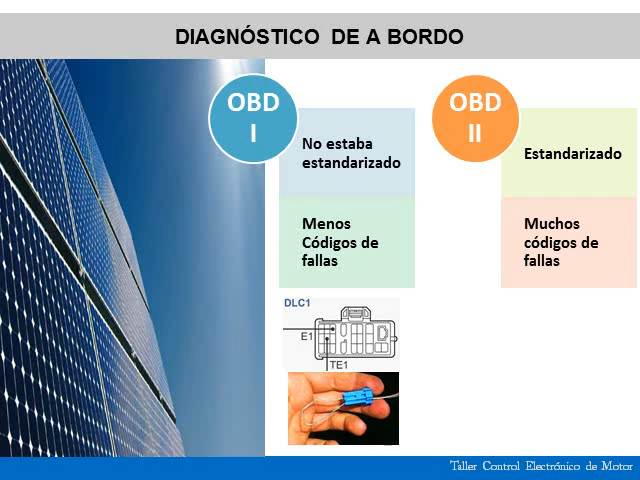 DIAGNÓSTICO DE A BORDO
OBD
I
No estaba
estandarizado
Menos
Códigos de
fallas
OBD
II
Estandarizado
Muchos
códigos de
fallas
DLC1
E1
TE1
Taller Control Electrónico de Motor